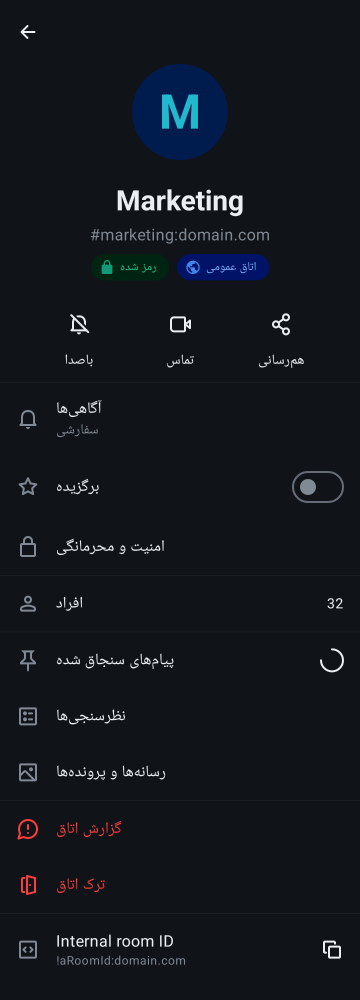 M
Marketing
#marketing:domain.com
رمز شده
اتاق عمومی
باصدا
تماس
هم‌رسانی
آگاهی‌ها
سفارشی
برگزیده
امنیت و محرمانگی
افراد
32
پیام‌های سنجاق شده
نظرسنجی‌ها
رسانه‌ها و پرونده‌ها
گزارش اتاق
ترک اتاق
Internal room ID
!aRoomId:domain.com